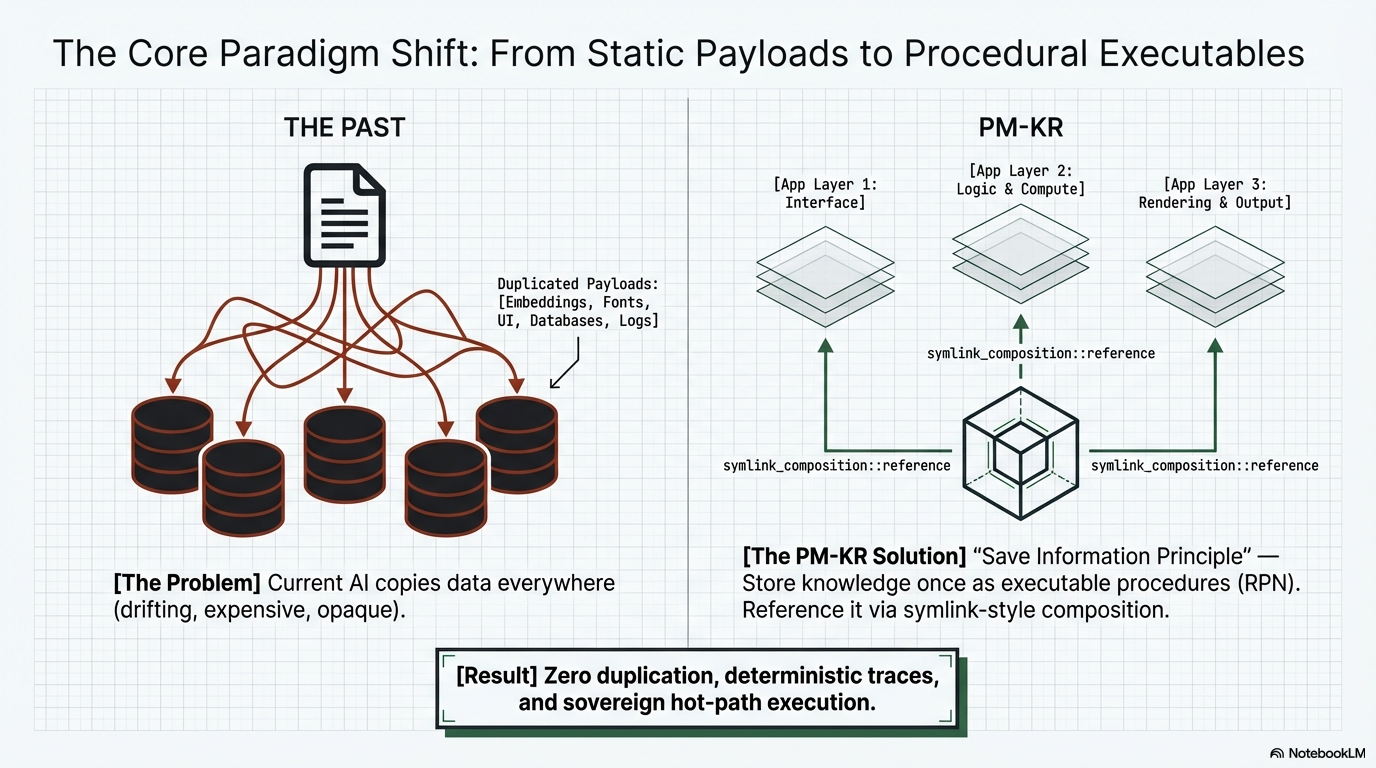 The Core Paradigm Shift: From Static Payloads to Procedural Executables
THE PAST
Duplicated Payloads:
[Embeddings, Fonts,
UI, Databases, Logs]
[The Problem] Current AI copies data everywhere
(drifting, expensive, opaque).
PM-KR
[App Layer 1:
Interface]
[App Layer 2:
Logic & Compute]
[App Layer 3:
Rendering & Output]
symlink_composition::reference
symlink_composition::reference
symlink_composition::reference
[The PM-KR Solution] “Save Information Principle” —
Store knowledge once as executable procedures (RPN).
Reference it via symlink-style composition.
[Result] Zero duplication, deterministic traces,
and sovereign hot-path execution.
NotebookLM